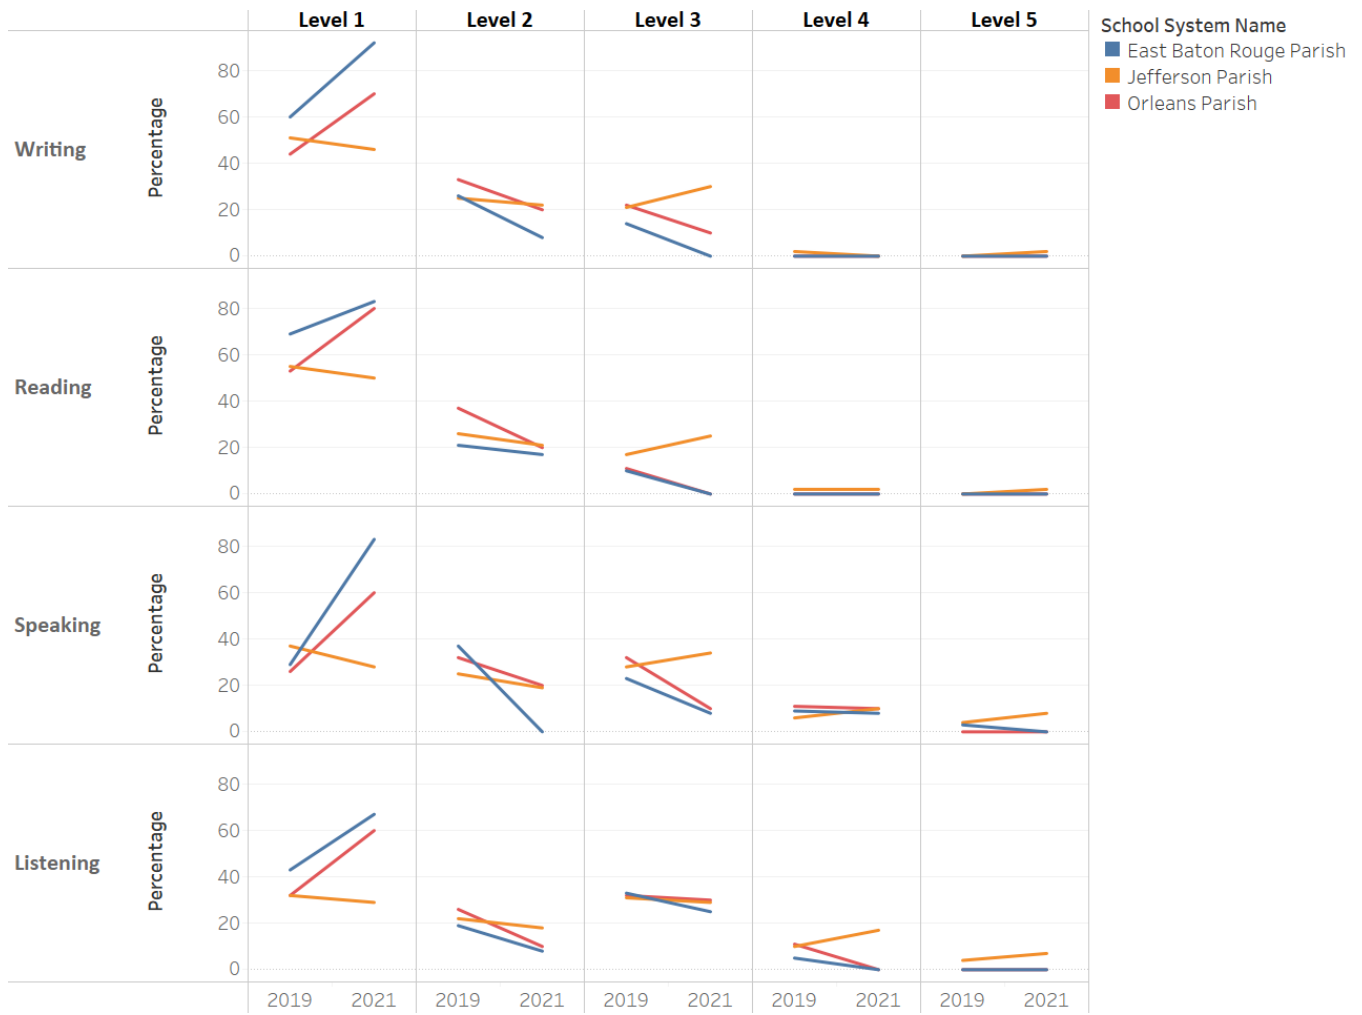 Level 1 Level 2 Level 3 Level 4 Level 5
School System Name
East Baton Rouge Parish
Jefferson Parish
Orleans Parish
Writing
Percentage
80
60
40
20
0
Reading
Percentage
80
60
40
20
0
Speaking
Percentage
80
60
40
20
0
Listening
Percentage
80
60
40
20
0
2019 2021 2019 2021 2019 2021 2019 2021 2019 2021